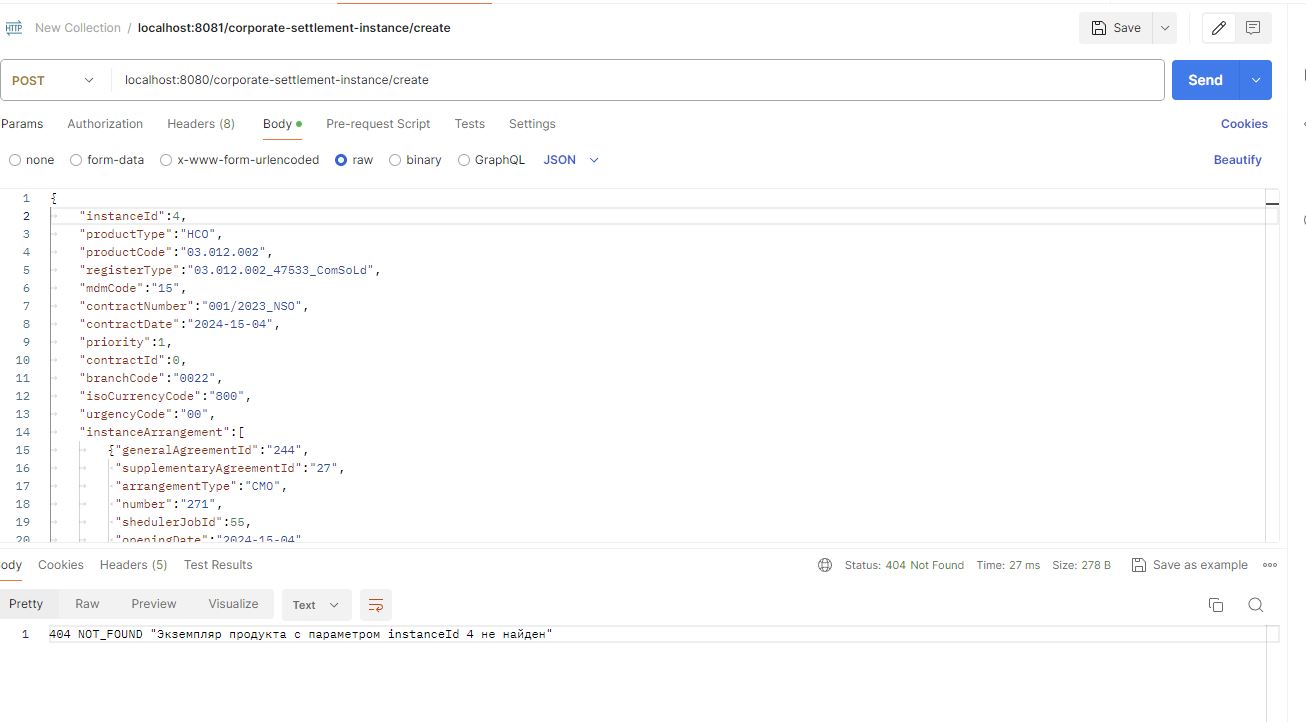 HTTP New Collection / localhost:8081/corporate-settlement-instance/create Save
POST localhost:8080/corporate-settlement-instance/create Send
Params Authorization Headers (8) Body Pre-request Script Tests Settings Cookies
none form-data x-www-form-urlencoded raw binary GraphQL JSON Beautify
1 {
2 "instanceId":4,
3 "productType":"HCO",
4 "productCode":"03.012.002",
5 "registerType":"03.012.002_47533_ComSoLd",
6 "mdmCode":"15",
7 "contractNumber":"001/2023_NSO",
8 "contractDate":"2024-15-04",
9 "priority":1,
10 "contractId":0,
11 "branchCode":"0022",
12 "isoCurrencyCode":"800",
13 "urgencyCode":"00",
14 "instanceArrangement":[
15 {"generalAgreementId":"244",
16 "supplementaryAgreementId":"27",
17 "arrangementType":"CMO",
18 "number":"271",
19 "shedulerJobId":55,
20 "openingDate":"2024-15-04"
ody Cookies Headers (5) Test Results Status: 404 Not Found Time: 27 ms Size: 278 B Save as example
Pretty Raw Preview Visualize Text
1 404 NOT_FOUND "Экземпляр продукта с параметром instanceId 4 не найден"